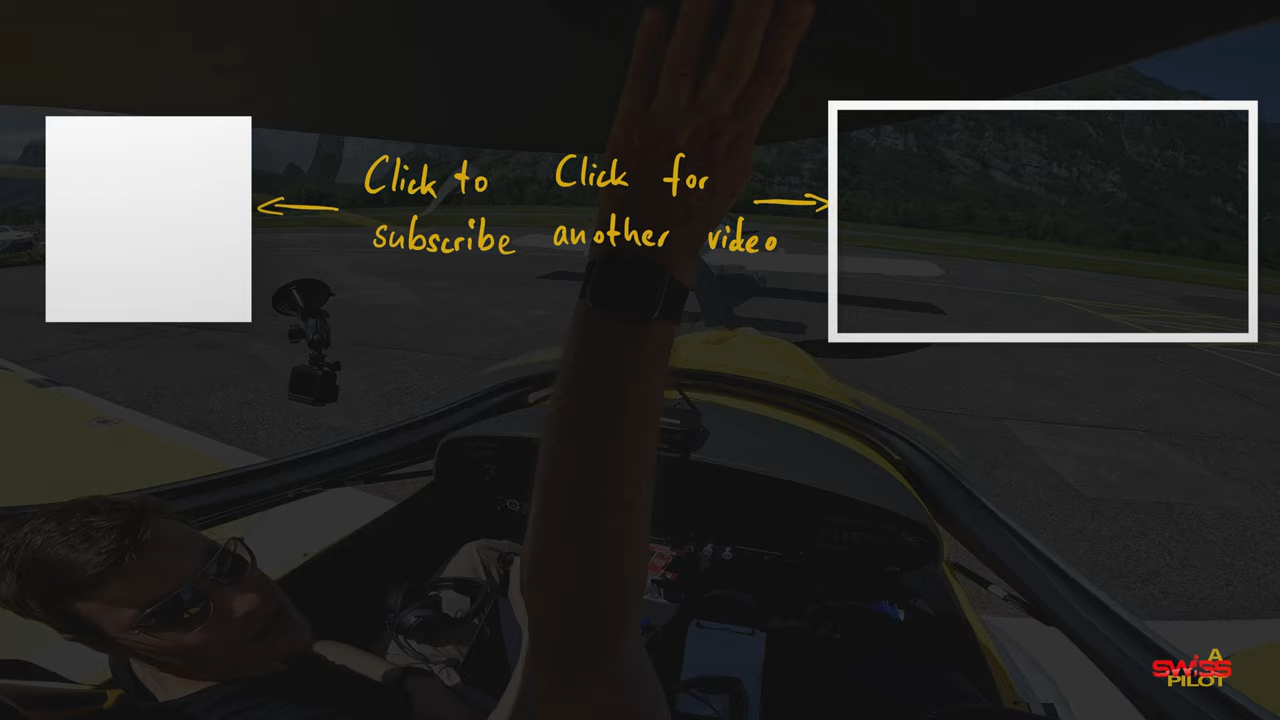 Click to
subscribe
Click for
another video
A
SWISS
PILOT